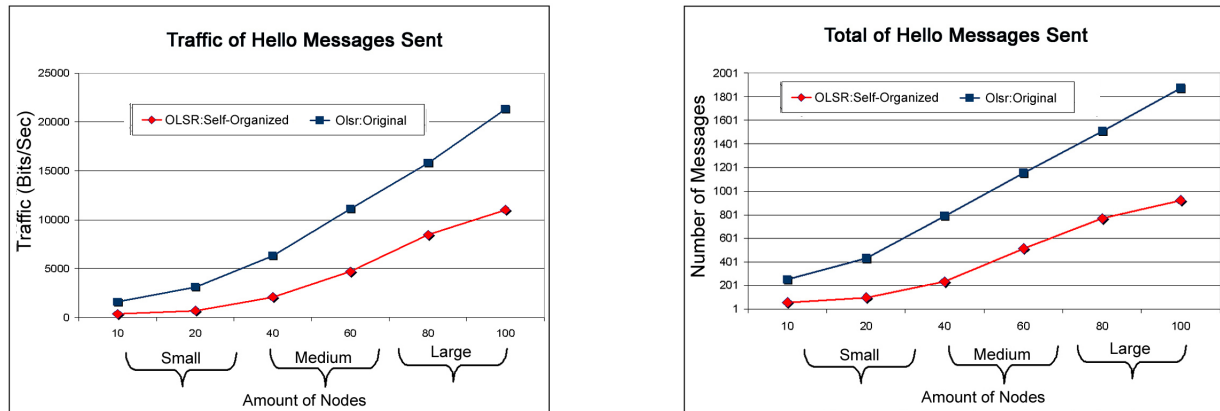 Traffic of Hello Messages Sent
25000
20000
15000
10000
5000
0
Traffic (Bits/Sec)
OLSR:Self-Organized
Olsr:Original
10 20 40 60 80 100
Small Medium Large
Amount of Nodes
Total of Hello Messages Sent
2001
1801
1601
1401
1201
1001
801
601
401
201
1
Number of Messages
OLSR:Self-Organized
Olsr:Original
10 20 40 60 80 100
Small Medium Large
Amount of Nodes